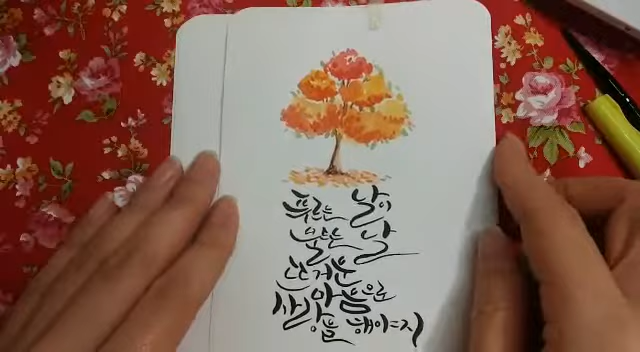 푸르른 날이
물드는 날
뜨거운
마음으로
사랑을 해야지